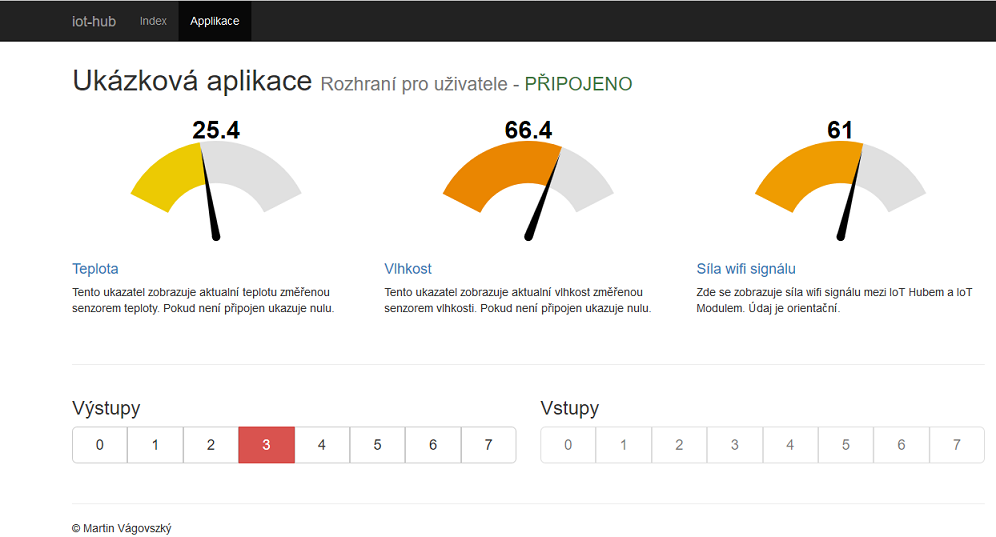 iot-hub Index Applikace
Ukázková aplikace Rozhraní pro uživatele - PŘIPOJENO
25.4 66.4 61
Teplota
Tento ukazatel zobrazuje aktualní teplotu změřenou
senzorem teploty. Pokud není připojen ukazuje nulu.
Vlhkost
Tento ukazatel zobrazuje aktualní vlhkost změřenou
senzorem vlhkosti. Pokud není připojen ukazuje nulu.
Síla wifi signálu
Zde se zobrazuje síla wifi signálu mezi IoT Hubem a IoT
Modulem. Údaj je orientační.
Výstupy
0 1 2 3 4 5 6 7
Vstupy
0 1 2 3 4 5 6 7
© Martin Vágovszký